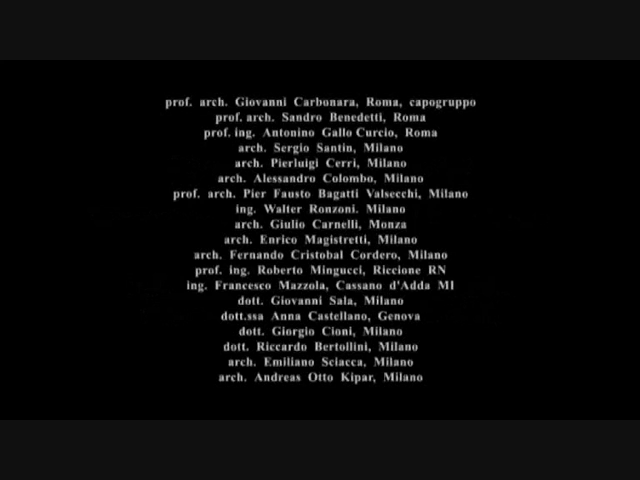 prof. arch. Giovanni Carbonara, Roma, capogruppo
prof. arch. Sandro Benedetti, Roma
prof. ing. Antonino Gallo Curcio, Roma
arch. Sergio Santin, Milano
arch. Pierluigi Cerri, Milano
arch. Alessandro Colombo, Milano
prof. arch. Pier Fausto Bagatti Valsecchi, Milano
ing. Walter Ronzoni. Milano
arch. Giulio Carnelli, Monza
arch. Enrico Magistretti, Milano
arch. Fernando Cristobal Cordero, Milano
prof. ing. Roberto Mingucci, Riccione RN
ing. Francesco Mazzola, Cassano d'Adda MI
dott. Giovanni Sala, Milano
dott.ssa Anna Castellano, Genova
dott. Giorgio Cioni, Milano
dott. Riccardo Bertollini, Milano
arch. Emiliano Sciacca, Milano
arch. Andreas Otto Kipar, Milano